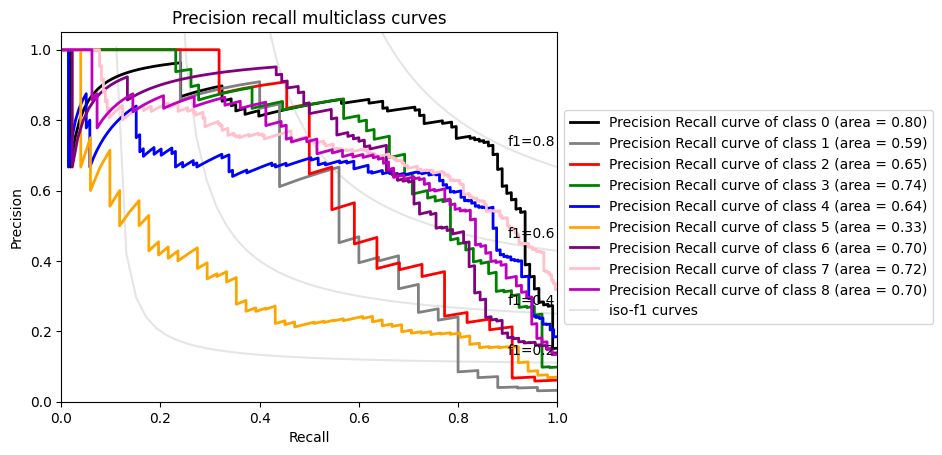 Precision recall multiclass curves
Precision
1.0
0.8
0.6
0.4
0.2
0.0
0.0
0.2
0.4
0.6
0.8
1.0
Recall
f1=0.8
f1=0.6
f1=0.4
f1=0.2
Precision Recall curve of class 0 (area = 0.80)
Precision Recall curve of class 1 (area = 0.59)
Precision Recall curve of class 2 (area = 0.65)
Precision Recall curve of class 3 (area = 0.74)
Precision Recall curve of class 4 (area = 0.64)
Precision Recall curve of class 5 (area = 0.33)
Precision Recall curve of class 6 (area = 0.70)
Precision Recall curve of class 7 (area = 0.72)
Precision Recall curve of class 8 (area = 0.70)
iso-f1 curves